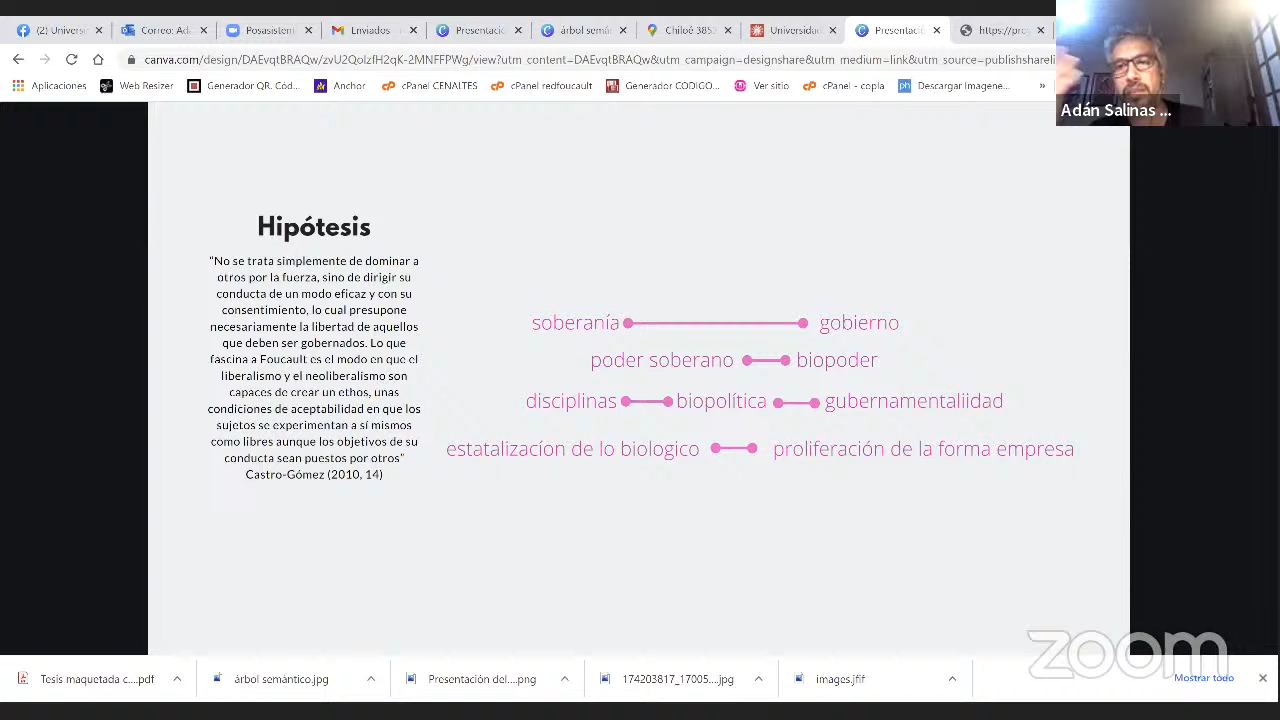 (2) Universi
Correo: Ada
Posasistent
Enviados
Presentació
árbol semá
Chiloé 385
Universidad
Presentació
https://pro
canva.com/design/DAEvqtBRAQw/zvU2QolfH2qK-2MwFFPWg/view?utm_content=DAEvqtBRAQw&utm_campaign=designshare&utm_medium=link&utm_source=publishshareli
Aplicaciones
Web Resizer
Generador QR. Cód...
Anchor
cPanel CENALTES
cPanel redfoucault
Generador CODIGO...
Ver sitio
cPanel - copia
Descargar Imagene...
»
Adán Salinas ...
Hipótesis
"No se trata simplemente de dominar a
otros por la fuerza, sino de dirigir su
conducta de un modo eficaz y con su
consentimiento, lo cual presupone
necesariamente la libertad de aquellos
que deben ser gobernados. Lo que
fascina a Foucault es el modo en que el
liberalismo y el neoliberalismo son
capaces de crear un ethos, unas
condiciones de aceptabilidad en que los
sujetos se experimentan a sí mismos
como libres aunque los objetivos de su
conducta sean puestos por otros"
Castro-Gómez (2010, 14)
soberanía gobierno
poder soberano biopoder
disciplinas biopolítica gubernamentaliidad
estatalizacíon de lo biologico proliferación de la forma empresa
zoom
Tesis maquetada c....pdf
árbol semántico.jpg
Presentación del....png
174203817_17005....jpg
images.jfif
Mostrar todo